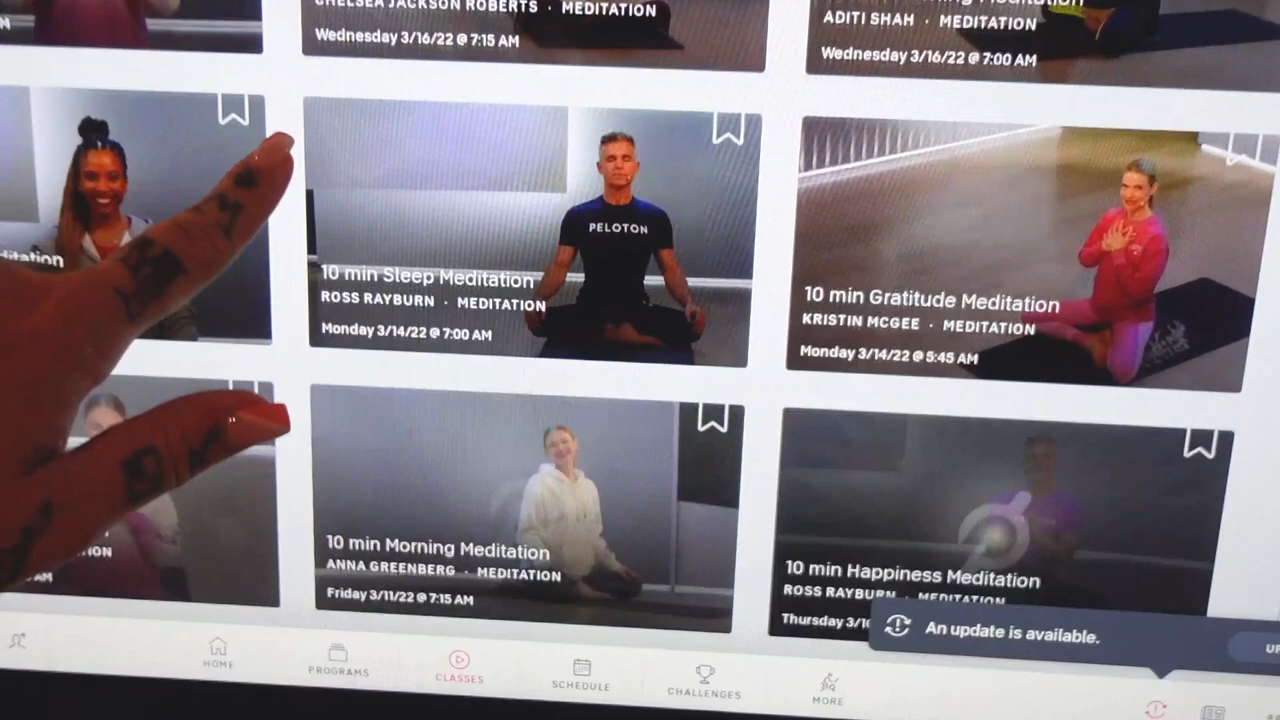 CHELSEA JACKSON ROBERTS · MEDITATION
Wednesday 3/16/22 @ 7:15 AM
ADITI SHAH · MEDITATION
Wednesday 3/16/22 @ 7:00 AM
PELOTON
10 min Sleep Meditation
ROSS RAYBURN · MEDITATION
Monday 3/14/22 @ 7:00 AM
10 min Gratitude Meditation
KRISTIN MCGEE · MEDITATION
Monday 3/14/22 @ 5:45 AM
10 min Morning Meditation
ANNA GREENBERG · MEDITATION
Friday 3/11/22 @ 7:15 AM
10 min Happiness Meditation
ROSS RAYBURN · MEDITATION
Thursday 3/10
An update is available.
HOME
PROGRAMS
CLASSES
SCHEDULE
CHALLENGES
MORE